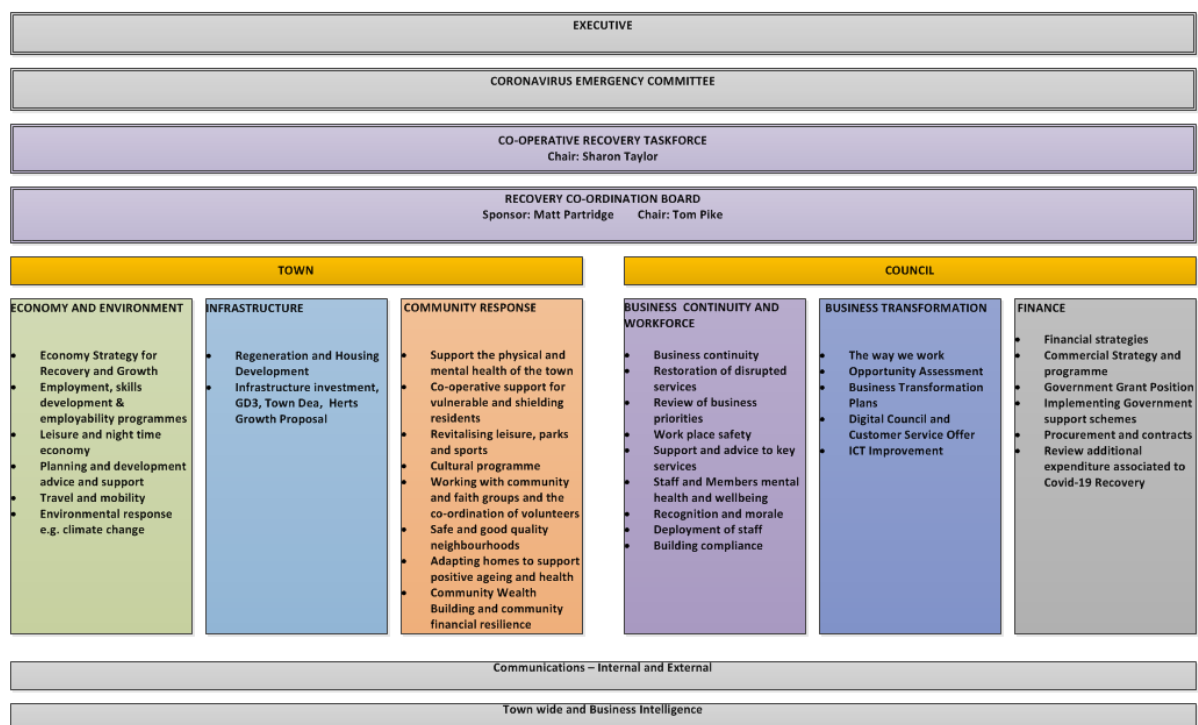 EXECUTIVE
CORONAVIRUS EMERGENCY COMMITTEE
CO-OPERATIVE RECOVERY TASKFORCE
Chair: Sharon Taylor
RECOVERY CO-ORDINATION BOARD
Sponsor: Matt Partridge Chair: Tom Pike
TOWN
ECONOMY AND ENVIRONMENT
• Economy Strategy for
Recovery and Growth
• Employment, skills
development &
employability programmes
• Leisure and night time
economy
• Planning and development
advice and support
• Travel and mobility
• Environmental response
e.g. climate change
INFRASTRUCTURE
• Regeneration and Housing
Development
• Infrastructure investment,
GD3, Town Dea, Herts
Growth Proposal
COMMUNITY RESPONSE
• Support the physical and
mental health of the town
• Co-operative support for
vulnerable and shielding
residents
• Revitalising leisure, parks
and sports
• Cultural programme
• Working with community
and faith groups and the
co-ordination of volunteers
• Safe and good quality
neighbourhoods
• Adapting homes to support
positive ageing and health
• Community Wealth
Building and community
financial resilience
COUNCIL
BUSINESS CONTINUITY AND
WORKFORCE
• Business continuity
• Restoration of disrupted
services
• Review of business
priorities
• Work place safety
• Support and advice to key
services
• Staff and Members mental
health and wellbeing
• Recognition and morale
• Deployment of staff
• Building compliance
BUSINESS TRANSFORMATION
• The way we work
• Opportunity Assessment
• Business Transformation
Plans
• Digital Council and
Customer Service Offer
• ICT Improvement
FINANCE
• Financial strategies
• Commercial Strategy and
programme
• Government Grant Position
• Implementing Government
support schemes
• Procurement and contracts
• Review additional
expenditure associated to
Covid-19 Recovery
Communications – Internal and External
Town wide and Business Intelligence